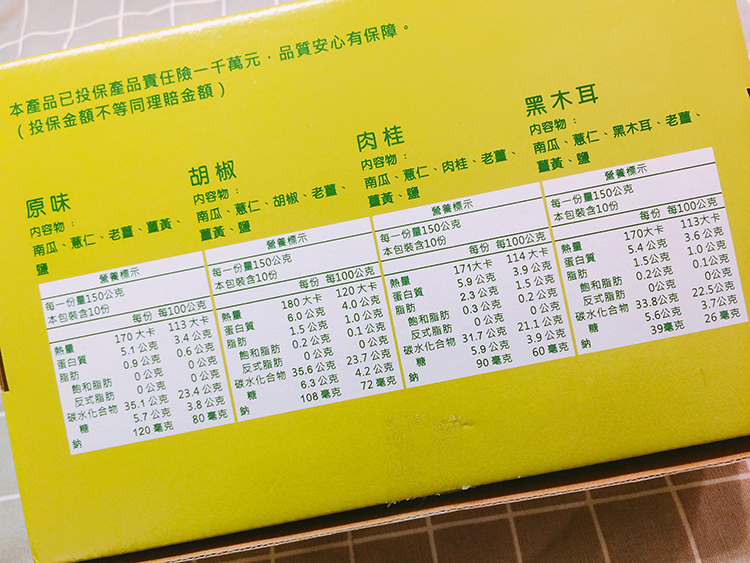 本產品已投保產品責任險一千萬元，品質安心有保障。
（投保金額不等同理賠金額）
原味
內容物：
南瓜、薏仁、老薑、薑黃、
鹽
營養標示
每一份量150公克
本包裝含10份
每份 每100公克
熱量 170大卡 113大卡
蛋白質 5.1公克 3.4公克
脂肪 0.9公克 0.6公克
飽和脂肪 0公克 0公克
反式脂肪 0公克 0公克
碳水化合物 35.1公克 23.4公克
糖 5.7公克 3.8公克
鈉 120毫克 80毫克
胡椒
內容物：
南瓜、薏仁、胡椒、老薑、
薑黃、鹽
營養標示
每一份量150公克
本包裝含10份
每份 每100公克
熱量 180大卡 120大卡
蛋白質 6.0公克 4.0公克
脂肪 1.5公克 1.0公克
飽和脂肪 0.2公克 0.1公克
反式脂肪 0公克 0公克
碳水化合物 35.6公克 23.7公克
糖 6.3公克 4.2公克
鈉 108毫克 72毫克
肉桂
內容物：
南瓜、薏仁、肉桂、老薑、
薑黃、鹽
營養標示
每一份量150公克
本包裝含10份
每份 每100公克
熱量 171大卡 114大卡
蛋白質 5.9公克 3.9公克
脂肪 2.3公克 1.5公克
飽和脂肪 0.3公克 0.2公克
反式脂肪 0公克 0公克
碳水化合物 31.7公克 21.1公克
糖 5.9公克 3.9公克
鈉 90毫克 60毫克
黑木耳
內容物：
南瓜、薏仁、黑木耳、老薑、
薑黃、鹽
營養標示
每一份量150公克
本包裝含10份
每份 每100公克
熱量 170大卡 113大卡
蛋白質 5.4公克 3.6公克
脂肪 1.5公克 1.0公克
飽和脂肪 0.2公克 0.1公克
反式脂肪 0公克 0公克
碳水化合物 33.8公克 22.5公克
糖 5.6公克 3.7公克
鈉 39毫克 26毫克